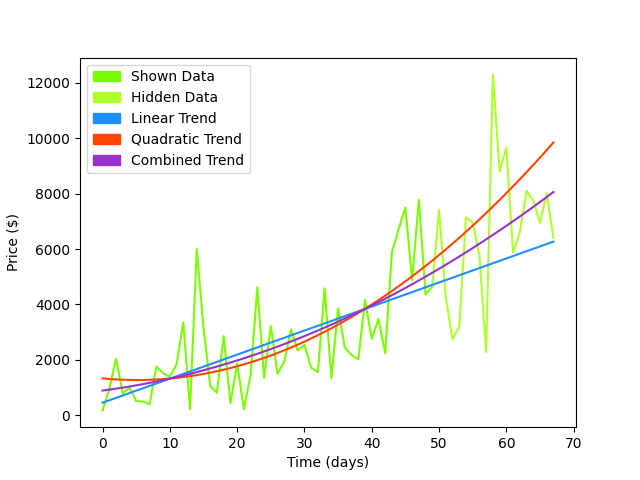 Shown Data
Hidden Data
Linear Trend
Quadratic Trend
Combined Trend
12000
10000
8000
6000
4000
2000
0
Price ($)
0 10 20 30 40 50 60 70
Time (days)